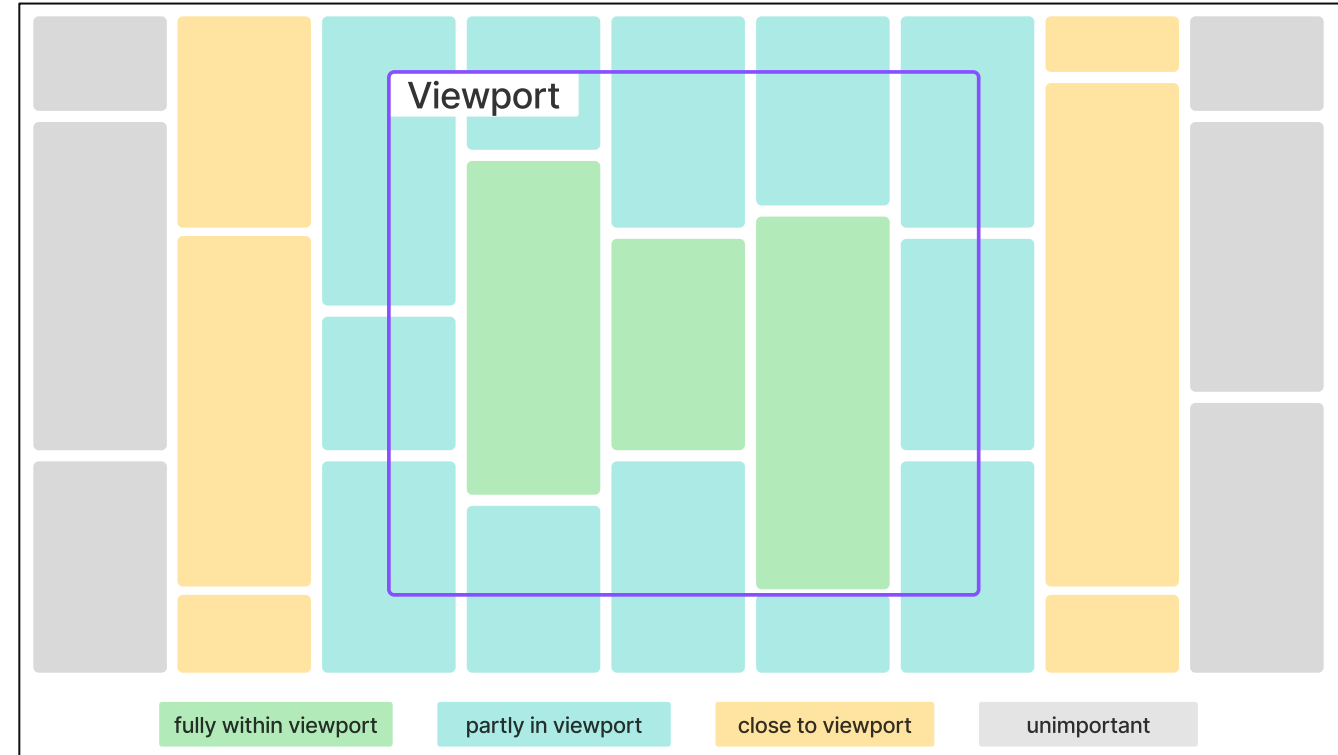 Viewport
fully within viewport
partly in viewport
close to viewport
unimportant